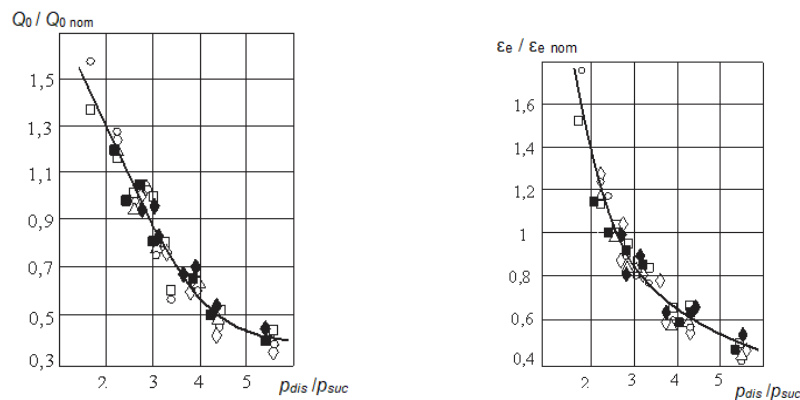 Q0 / Q0 nom
1,5
1,3
1,1
0,9
0,7
0,5
0,3
2 3 4 5
pdis /psuc
εe / εe nom
1,6
1,4
1,2
1
0,8
0,6
0,4
2 3 4 5
pdis /psuc